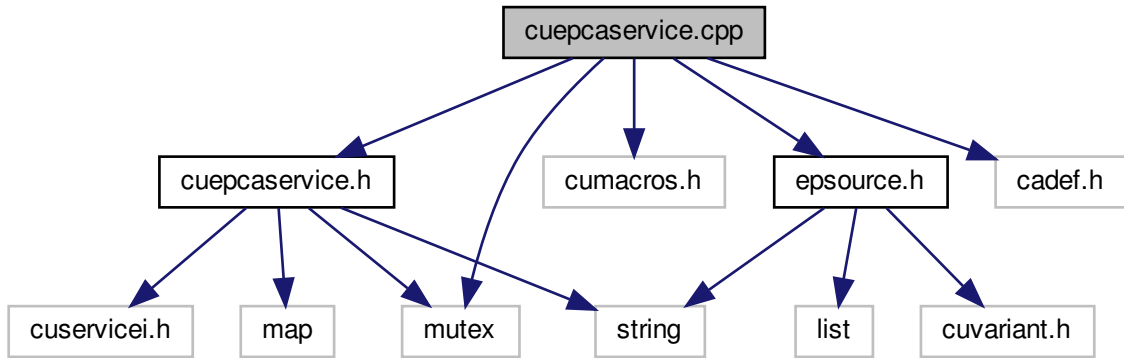 cuepcaservice.cpp
cuepcaservice.h
cumacros.h
epsource.h
cadef.h
cuservicei.h
map
mutex
string
list
cuvariant.h